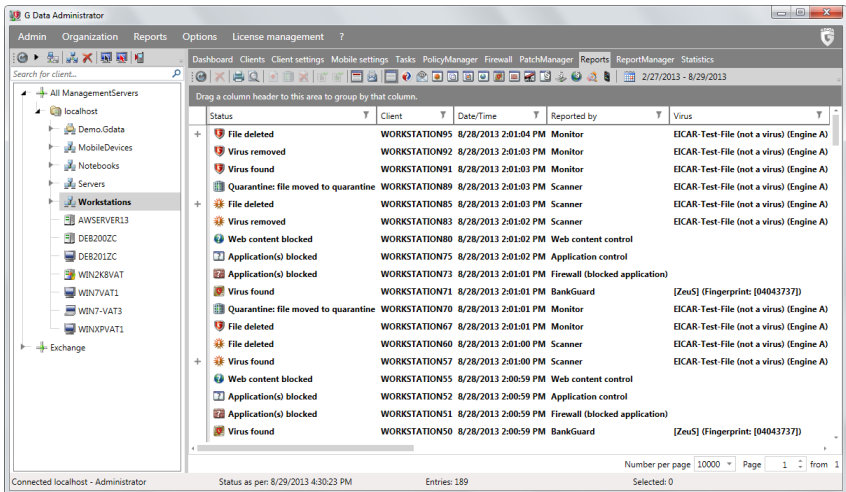 G Data Administrator
Admin Organization Reports Options License management ?
Dashboard Clients Client settings Mobile settings Tasks PolicyManager Firewall PatchManager Reports ReportManager Statistics
Search for client...
2/27/2013 - 8/29/2013
All ManagementServers
localhost
Demo.Gdata
MobileDevices
Notebooks
Servers
Workstations
AWSERVER13
DEB200ZC
DEB201ZC
WIN2K8VAT
WIN7VAT1
WIN7-VAT3
WINXPVAT1
Exchange
Drag a column header to this area to group by that column.
Status Client Date/Time Reported by Virus
File deleted WORKSTATION95 8/28/2013 2:01:04 PM Monitor EICAR-Test-File (not a virus) (Engine A)
Virus removed WORKSTATION92 8/28/2013 2:01:03 PM Monitor EICAR-Test-File (not a virus) (Engine A)
Virus found WORKSTATION91 8/28/2013 2:01:03 PM Monitor EICAR-Test-File (not a virus) (Engine A)
Quarantine: file moved to quarantine WORKSTATION89 8/28/2013 2:01:03 PM Scanner EICAR-Test-File (not a virus) (Engine A)
File deleted WORKSTATION85 8/28/2013 2:01:03 PM Scanner EICAR-Test-File (not a virus) (Engine A)
Virus removed WORKSTATION83 8/28/2013 2:01:02 PM Scanner EICAR-Test-File (not a virus) (Engine A)
Web content blocked WORKSTATION80 8/28/2013 2:01:02 PM Web content control
Application(s) blocked WORKSTATION75 8/28/2013 2:01:02 PM Application control
Application(s) blocked WORKSTATION73 8/28/2013 2:01:01 PM Firewall (blocked application)
Virus found WORKSTATION71 8/28/2013 2:01:01 PM BankGuard [ZeuS] (Fingerprint: [04043737])
Quarantine: file moved to quarantine WORKSTATION70 8/28/2013 2:01:01 PM Monitor EICAR-Test-File (not a virus) (Engine A)
File deleted WORKSTATION67 8/28/2013 2:01:01 PM Monitor EICAR-Test-File (not a virus) (Engine A)
File deleted WORKSTATION60 8/28/2013 2:01:00 PM Scanner EICAR-Test-File (not a virus) (Engine A)
Virus found WORKSTATION57 8/28/2013 2:01:00 PM Scanner EICAR-Test-File (not a virus) (Engine A)
Web content blocked WORKSTATION55 8/28/2013 2:00:59 PM Web content control
Application(s) blocked WORKSTATION52 8/28/2013 2:00:59 PM Application control
Application(s) blocked WORKSTATION51 8/28/2013 2:00:59 PM Firewall (blocked application)
Virus found WORKSTATION50 8/28/2013 2:00:59 PM BankGuard [ZeuS] (Fingerprint: [04043737])
Number per page 10000 Page 1 from 1
Connected localhost - Administrator Status as per: 8/29/2013 4:30:23 PM Entries: 189 Selected: 0